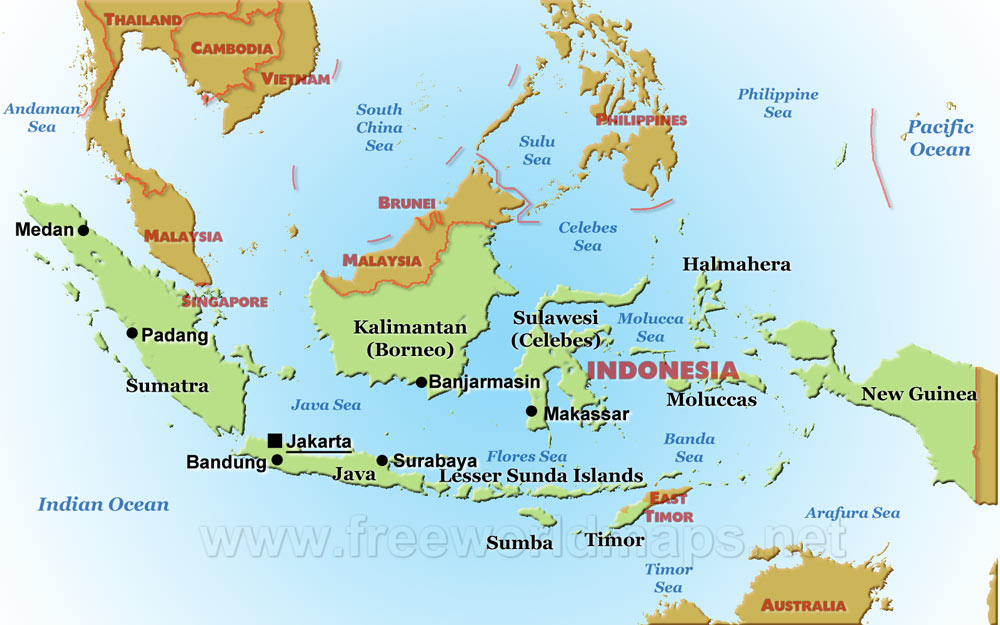 THAILAND
CAMBODIA
VIETNAM
Andaman
Sea
South
China
Sea
Sulu
Sea
PHILIPPINES
Philippine
Sea
Pacific
Ocean
Medan
MALAYSIA
BRUNEI
MALAYSIA
Celebes
Sea
Halmahera
SINGAPORE
Padang
Sumatra
Kalimantan
(Borneo)
Sulawesi
(Celebes)
Molucca
Sea
INDONESIA
Banjarmasin
Moluccas
New Guinea
Java Sea
Makassar
Jakarta
Bandung
Java
Surabaya
Flores Sea
Banda
Sea
Lesser Sunda Islands
Indian Ocean
EAST
TIMOR
Arafura Sea
www.freeworldmaps.net
Sumba
Timor
Timor
Sea
AUSTRALIA